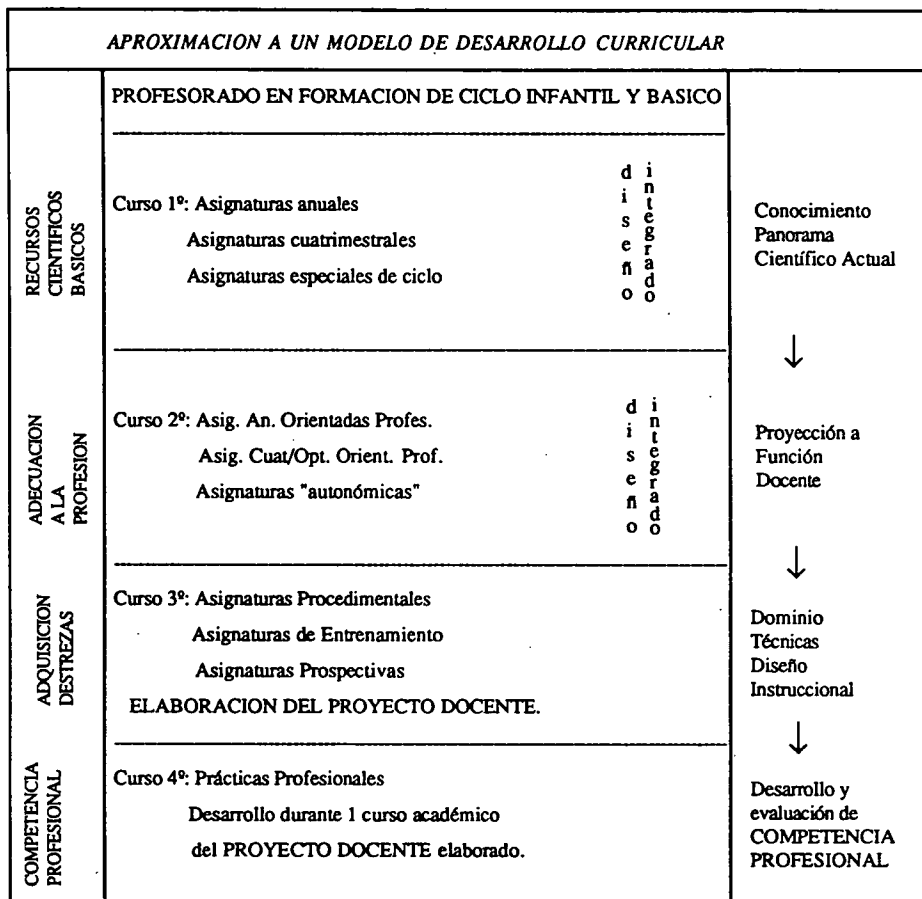 APROXIMACION A UN MODELO DE DESARROLLO CURRICULAR
PROFESORADO EN FORMACION DE CICLO INFANTIL Y BASICO
RECURSOS
CIENTIFICOS
BASICOS
Curso 1º: Asignaturas anuales
Asignaturas cuatrimestrales
Asignaturas especiales de ciclo
diseño
integrado
Conocimiento
Panorama
Científico Actual
ADECUACION
A LA
PROFESION
Curso 2º: Asig. An. Orientadas Profes.
Asig. Cuat/Opt. Orient. Prof.
Asignaturas "autonómicas"
diseño
integrado
Proyección a
Función
Docente
ADQUISICION
DESTREZAS
Curso 3º: Asignaturas Procedimentales
Asignaturas de Entrenamiento
Asignaturas Prospectivas
ELABORACION DEL PROYECTO DOCENTE.
Dominio
Técnicas
Diseño
Instruccional
COMPETENCIA
PROFESIONAL
Curso 4º: Prácticas Profesionales
Desarrollo durante 1 curso académico
del PROYECTO DOCENTE elaborado.
Desarrollo y
evaluación de
COMPETENCIA
PROFESIONAL